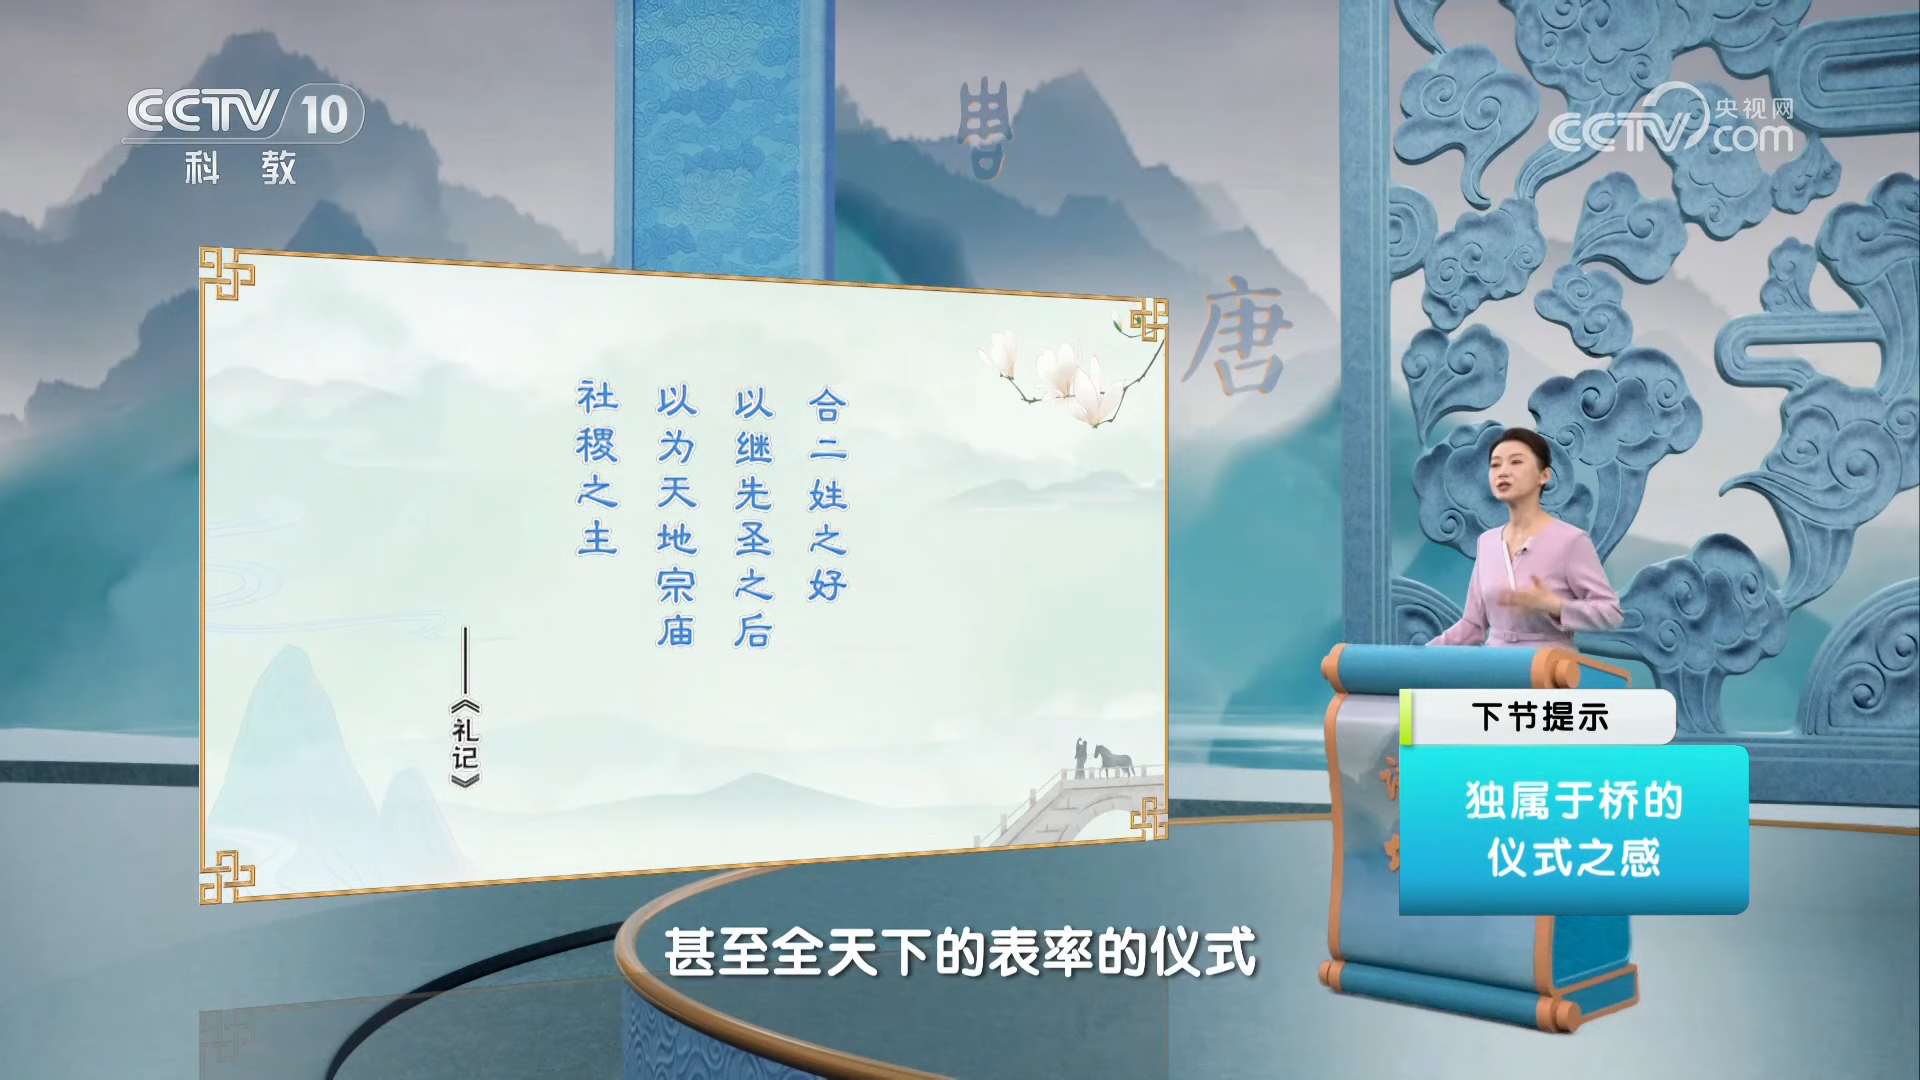 CCTV 10
科 教
央视网
CCTV.com
唐
唐
合二姓之好
以继先圣之后
以为天地宗庙
社稷之主
——《礼记》
下节提示
独属于桥的
仪式之感
甚至全天下的表率的仪式